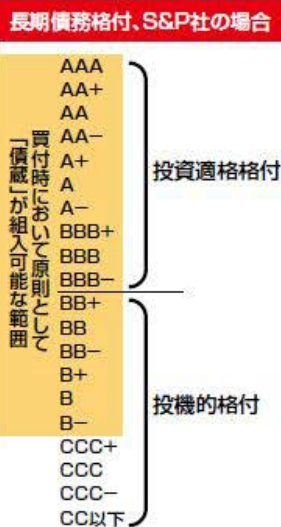 長期債務格付、S&P社の場合
買付時において原則として
「債蔵」が組入可能な範囲
AAA
AA+
AA
AA−
A+
A
A−
BBB+
BBB
BBB−
BB+
BB
BB−
B+
B
B−
CCC+
CCC
CCC−
CC以下
投資適格格付
投機的格付